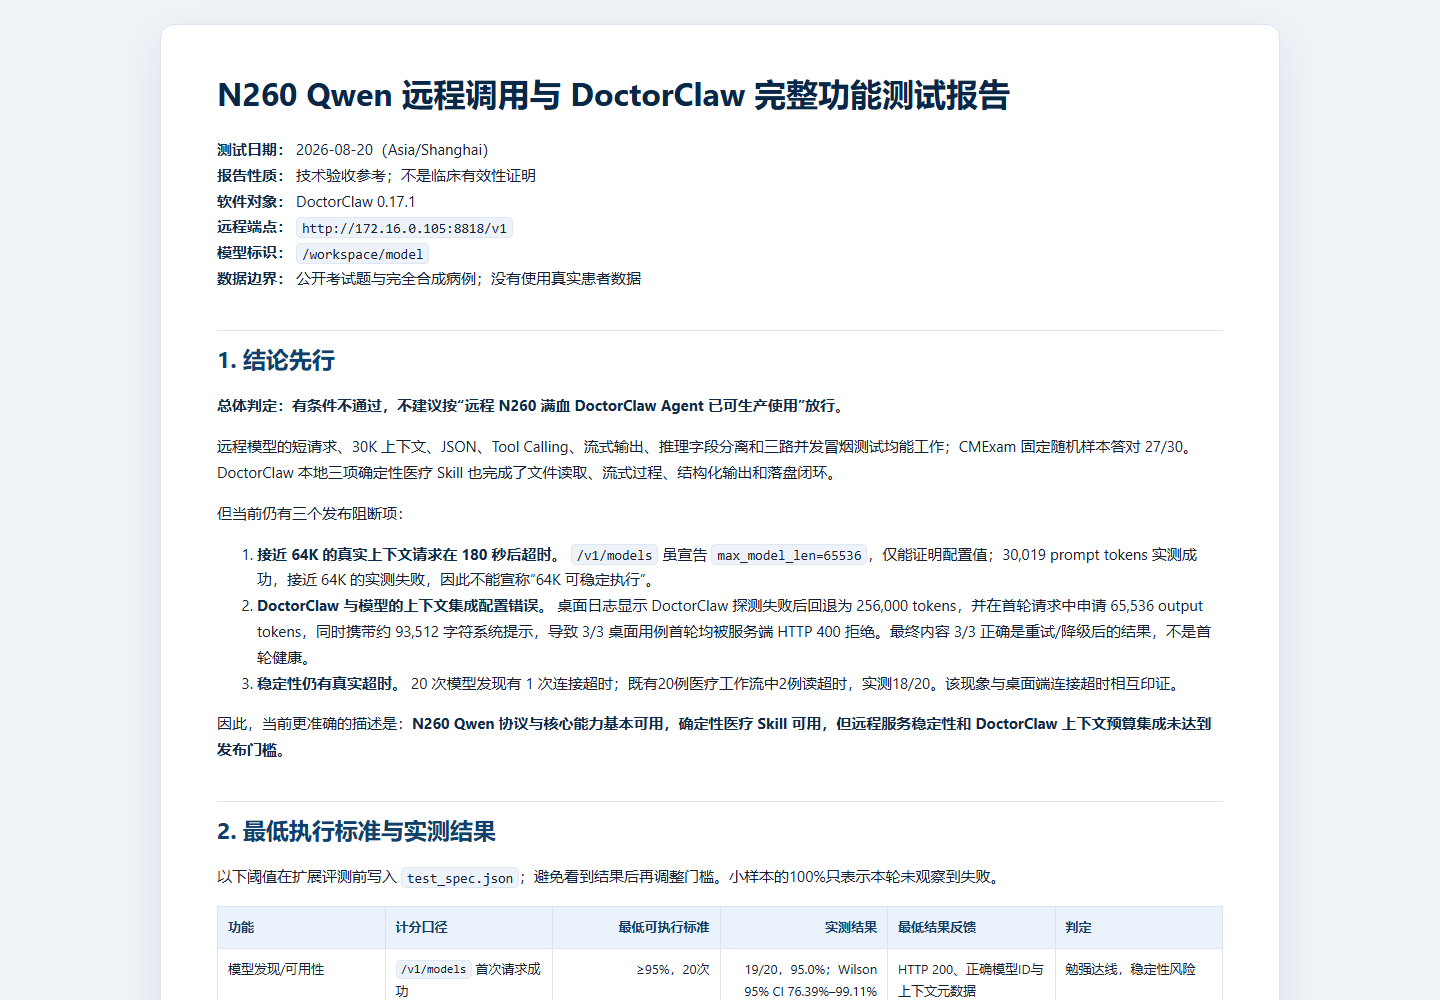 N260 Qwen 远程调用与 DoctorClaw 完整功能测试报告
测试日期： 2026-08-20（Asia/Shanghai）
报告性质： 技术验收参考；不是临床有效性证明
软件对象： DoctorClaw 0.17.1
远程端点： http://172.16.0.105:8818/v1
模型标识： /workspace/model
数据边界： 公开考试题与完全合成病例；没有使用真实患者数据
1. 结论先行
总体判定：有条件不通过，不建议按“远程 N260 满血 DoctorClaw Agent 已可生产使用”放行。
远程模型的短请求、30K 上下文、JSON、Tool Calling、流式输出、推理字段分离和三路并发冒烟测试均能工作；CMExam 固定随机样本答对 27/30。
DoctorClaw 本地三项确定性医疗 Skill 也完成了文件读取、流式过程、结构化输出和落盘闭环。
但当前仍有三个发布阻断项：
1. 接近 64K 的真实上下文请求在 180 秒后超时。 /v1/models 虽宣告 max_model_len=65536，仅能证明配置值；30,019 prompt tokens 实测成
功，接近 64K 的实测失败，因此不能宣称“64K 可稳定执行”。
2. DoctorClaw 与模型的上下文集成配置错误。 桌面日志显示 DoctorClaw 探测失败后回退为 256,000 tokens，并在首轮请求中申请 65,536 output
tokens，同时携带约 93,512 字符系统提示，导致 3/3 桌面用例首轮均被服务端 HTTP 400 拒绝。最终内容 3/3 正确是重试/降级后的结果，不是首
轮健康。
3. 稳定性仍有真实超时。 20 次模型发现有 1 次连接超时；既有20例医疗工作流中2例读超时，实测18/20。该现象与桌面端连接超时相互印证。
因此，当前更准确的描述是：N260 Qwen 协议与核心能力基本可用，确定性医疗 Skill 可用，但远程服务稳定性和 DoctorClaw 上下文预算集成未达到
发布门槛。
2. 最低执行标准与实测结果
以下阈值在扩展评测前写入 test_spec.json；避免看到结果后再调整门槛。小样本的100%只表示本轮未观察到失败。
功能 计分口径 最低可执行标准 实测结果 最低结果反馈 判定
模型发现/可用性 /v1/models 首次请求成 ≥95%，20次 19/20，95.0%；Wilson HTTP 200、正确模型ID与 勉强达线，稳定性风险
功 95% CI 76.39%–99.11% 上下文元数据